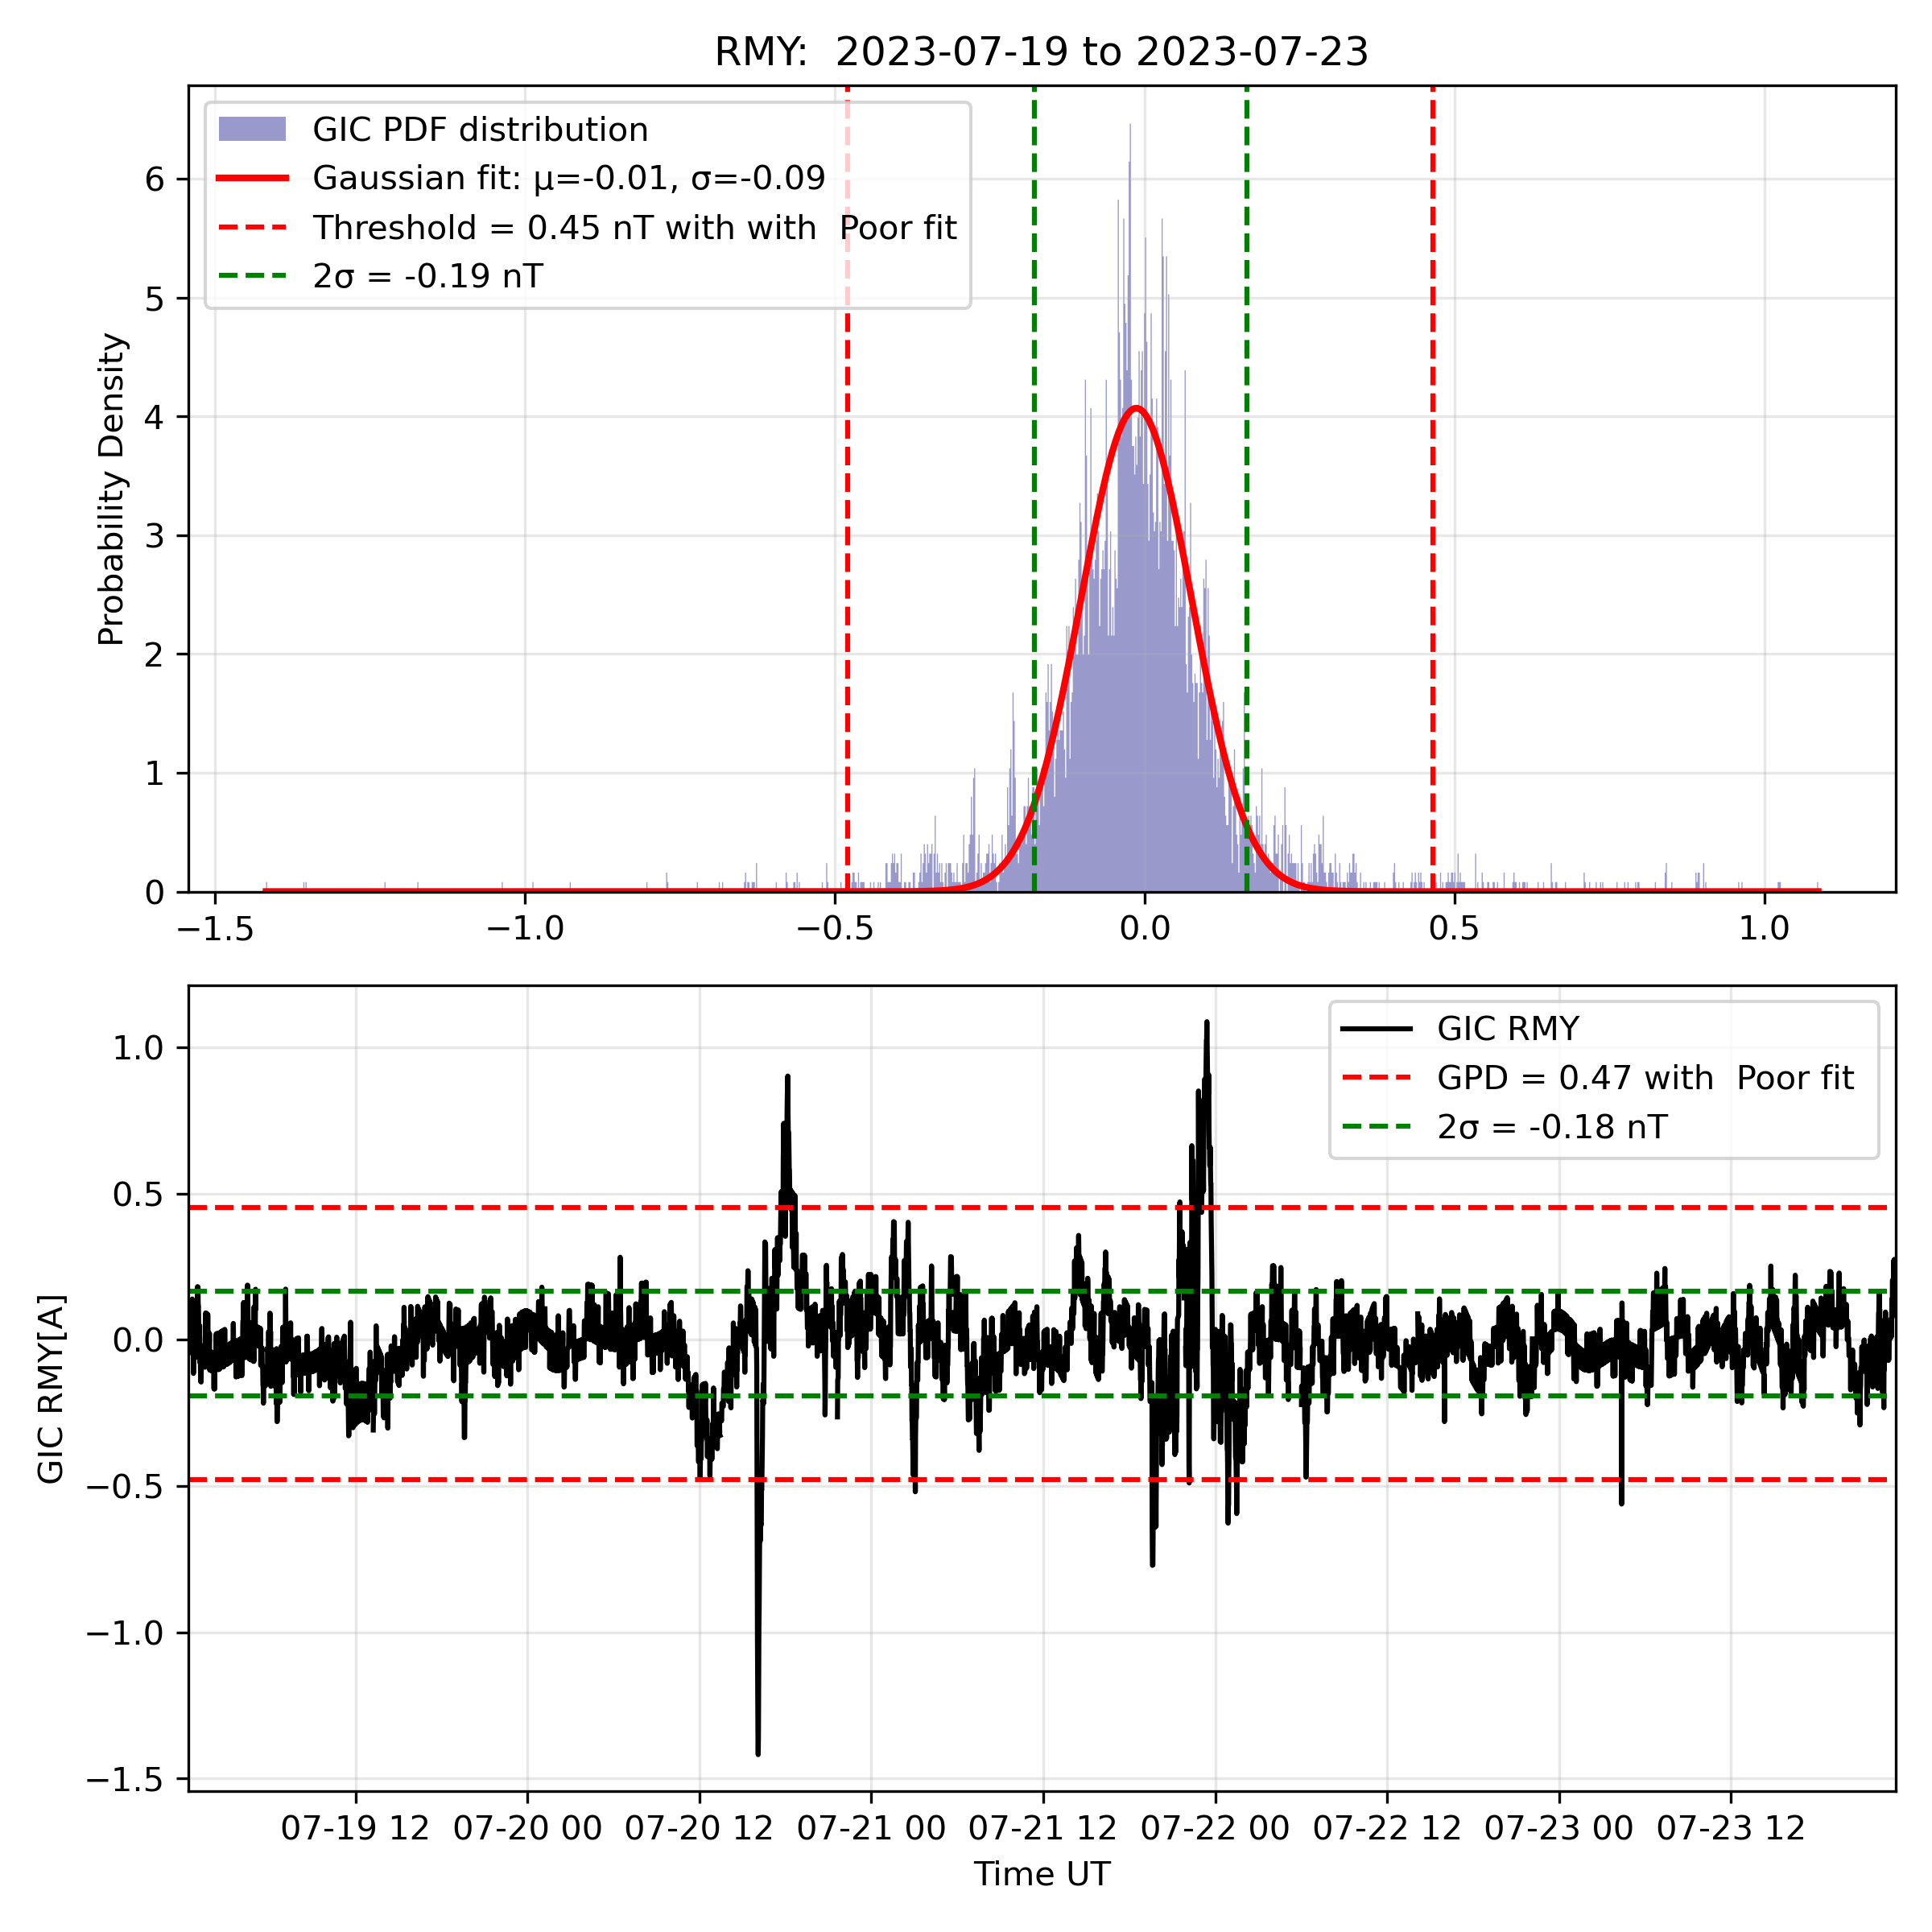 RMY:  2023-07-19 to 2023-07-23
GIC PDF distribution
Gaussian fit: μ=-0.01, σ=-0.09
Threshold = 0.45 nT with with  Poor fit
2σ = -0.19 nT
Probability Density
6
5
4
3
2
1
0
−1.5 −1.0 −0.5 0.0 0.5 1.0
GIC RMY
GPD = 0.47 with  Poor fit
2σ = -0.18 nT
GIC RMY[A]
1.0
0.5
0.0
−0.5
−1.0
−1.5
07-19 12 07-20 00 07-20 12 07-21 00 07-21 12 07-22 00 07-22 12 07-23 00 07-23 12
Time UT